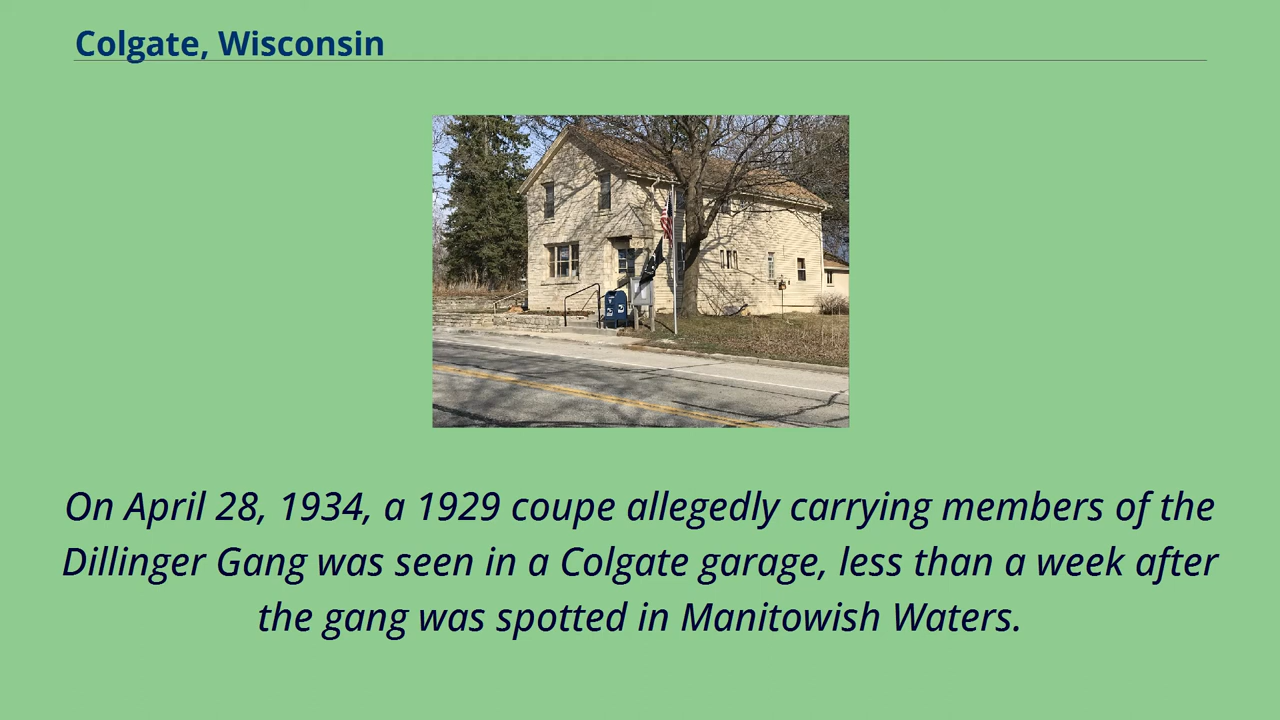 Colgate, Wisconsin
On April 28, 1934, a 1929 coupe allegedly carrying members of the
Dillinger Gang was seen in a Colgate garage, less than a week after
the gang was spotted in Manitowish Waters.